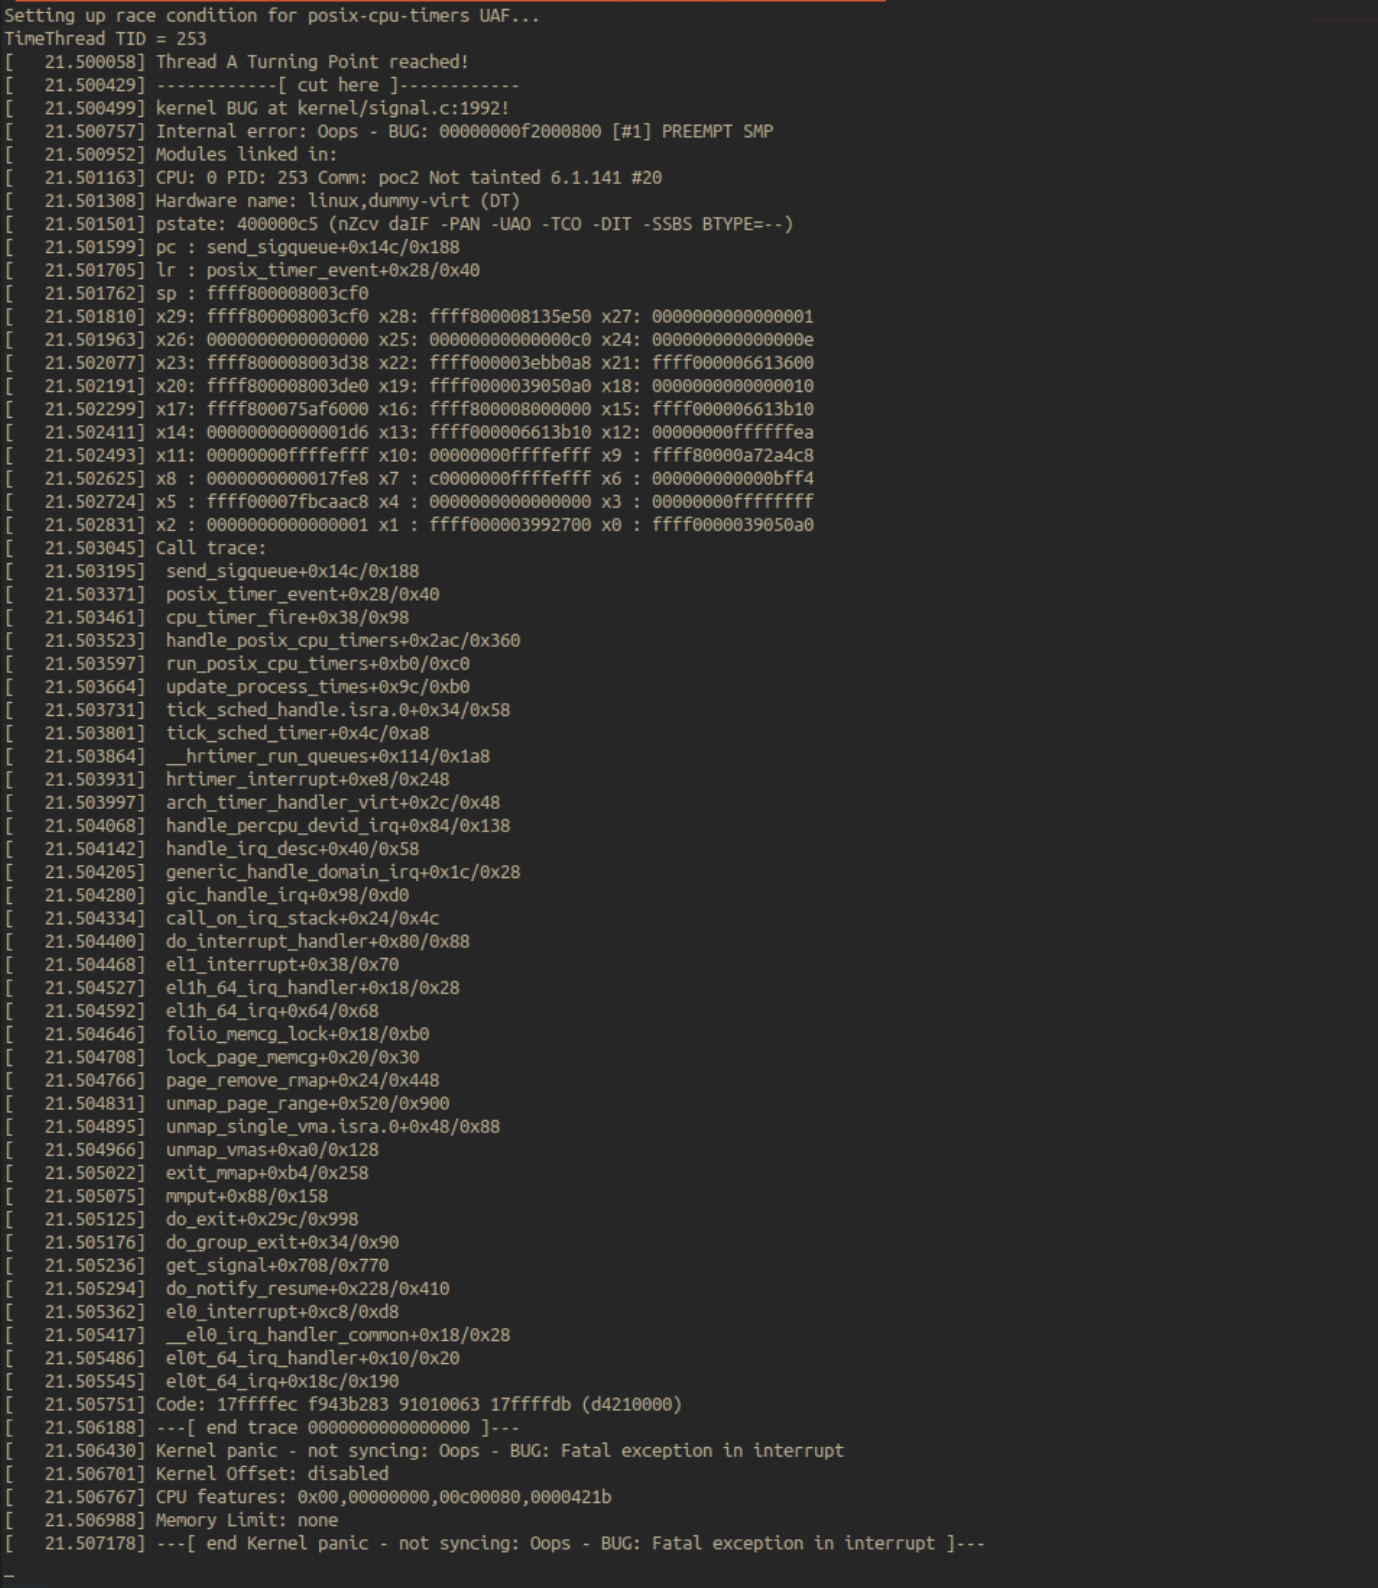 Setting up race condition for posix-cpu-timers UAF...
TimeThread TID = 253
[   21.500058] Thread A Turning Point reached!
[   21.500429] ------------[ cut here ]------------
[   21.500499] kernel BUG at kernel/signal.c:1992!
[   21.500757] Internal error: Oops - BUG: 00000000f2000800 [#1] PREEMPT SMP
[   21.500952] Modules linked in:
[   21.501163] CPU: 0 PID: 253 Comm: poc2 Not tainted 6.1.141 #20
[   21.501308] Hardware name: linux,dummy-virt (DT)
[   21.501501] pstate: 400000c5 (nZcv daIF -PAN -UAO -TCO -DIT -SSBS BTYPE=--)
[   21.501599] pc : send_sigqueue+0x14c/0x188
[   21.501705] lr : posix_timer_event+0x28/0x40
[   21.501762] sp : ffff800008003cf0
[   21.501810] x29: ffff800008003cf0 x28: ffff800008135e50 x27: 0000000000000001
[   21.501963] x26: 0000000000000000 x25: 00000000000000c0 x24: 000000000000000e
[   21.502077] x23: ffff800008003d38 x22: ffff000003ebb0a8 x21: ffff000006613600
[   21.502191] x20: ffff800008003de0 x19: ffff0000039050a0 x18: 0000000000000010
[   21.502299] x17: ffff800075af6000 x16: ffff800008000000 x15: ffff000006613b10
[   21.502411] x14: 00000000000001d6 x13: ffff000006613b10 x12: 00000000ffffffea
[   21.502493] x11: 00000000ffffefff x10: 00000000ffffefff x9 : ffff80000a72a4c8
[   21.502625] x8 : 0000000000017fe8 x7 : c0000000ffffefff x6 : 000000000000bff4
[   21.502724] x5 : ffff00007fbcaac8 x4 : 0000000000000000 x3 : 00000000ffffffff
[   21.502831] x2 : 0000000000000001 x1 : ffff000003992700 x0 : ffff0000039050a0
[   21.503045] Call trace:
[   21.503195]  send_sigqueue+0x14c/0x188
[   21.503371]  posix_timer_event+0x28/0x40
[   21.503461]  cpu_timer_fire+0x38/0x98
[   21.503523]  handle_posix_cpu_timers+0x2ac/0x360
[   21.503597]  run_posix_cpu_timers+0xb0/0xc0
[   21.503664]  update_process_times+0x9c/0xb0
[   21.503731]  tick_sched_handle.isra.0+0x34/0x58
[   21.503801]  tick_sched_timer+0x4c/0xa8
[   21.503864]  __hrtimer_run_queues+0x114/0x1a8
[   21.503931]  hrtimer_interrupt+0xe8/0x248
[   21.503997]  arch_timer_handler_virt+0x2c/0x48
[   21.504068]  handle_percpu_devid_irq+0x84/0x138
[   21.504142]  handle_irq_desc+0x40/0x58
[   21.504205]  generic_handle_domain_irq+0x1c/0x28
[   21.504280]  gic_handle_irq+0x98/0xd0
[   21.504334]  call_on_irq_stack+0x24/0x4c
[   21.504400]  do_interrupt_handler+0x80/0x88
[   21.504468]  el1_interrupt+0x38/0x70
[   21.504527]  el1h_64_irq_handler+0x18/0x28
[   21.504592]  el1h_64_irq+0x64/0x68
[   21.504646]  folio_memcg_lock+0x18/0xb0
[   21.504708]  lock_page_memcg+0x20/0x30
[   21.504766]  page_remove_rmap+0x24/0x448
[   21.504831]  unmap_page_range+0x520/0x900
[   21.504895]  unmap_single_vma.isra.0+0x48/0x88
[   21.504966]  unmap_vmas+0xa0/0x128
[   21.505022]  exit_mmap+0xb4/0x258
[   21.505075]  mmput+0x88/0x158
[   21.505125]  do_exit+0x29c/0x998
[   21.505176]  do_group_exit+0x34/0x90
[   21.505236]  get_signal+0x708/0x770
[   21.505294]  do_notify_resume+0x228/0x410
[   21.505362]  el0_interrupt+0xc8/0xd8
[   21.505417]  __el0_irq_handler_common+0x18/0x28
[   21.505486]  el0t_64_irq_handler+0x10/0x20
[   21.505545]  el0t_64_irq+0x18c/0x190
[   21.505751] Code: 17ffffec f943b283 91010063 17ffffdb (d4210000)
[   21.506188] ---[ end trace 0000000000000000 ]---
[   21.506430] Kernel panic - not syncing: Oops - BUG: Fatal exception in interrupt
[   21.506701] Kernel Offset: disabled
[   21.506767] CPU features: 0x00,00000000,00c00080,0000421b
[   21.506988] Memory Limit: none
[   21.507178] ---[ end Kernel panic - not syncing: Oops - BUG: Fatal exception in interrupt ]---